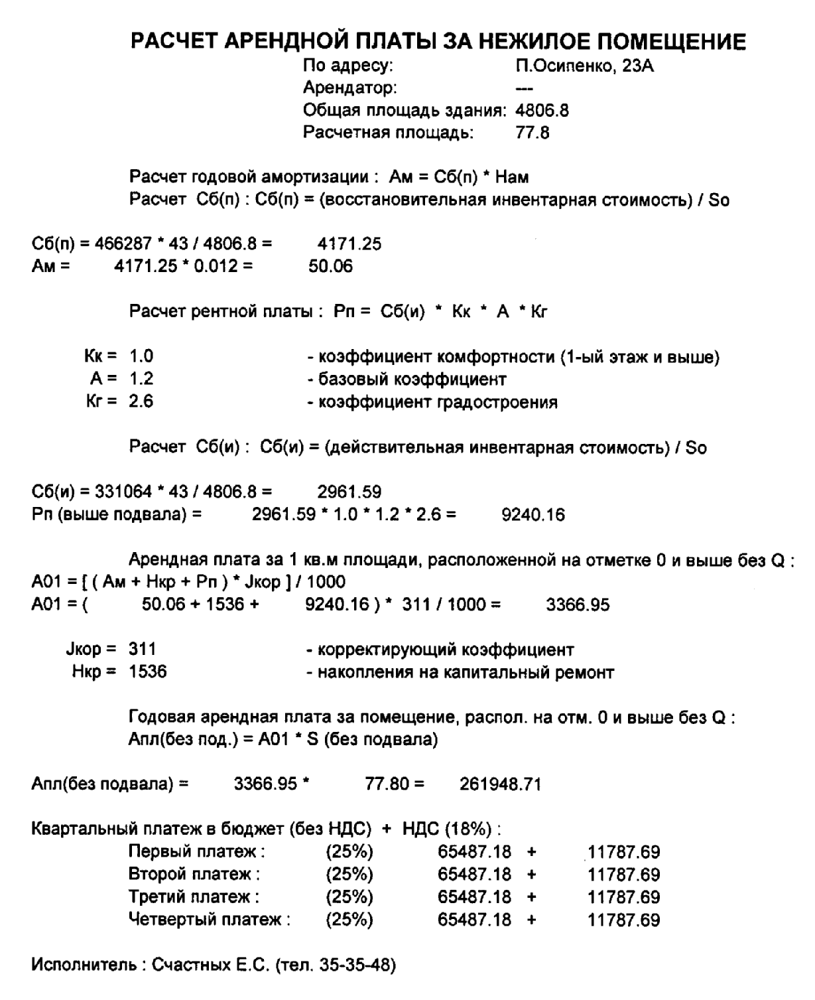 РАСЧЕТ АРЕНДНОЙ ПЛАТЫ ЗА НЕЖИЛОЕ ПОМЕЩЕНИЕ
По адресу: П.Осипенко, 23А
Арендатор: ---
Общая площадь здания: 4806.8
Расчетная площадь: 77.8
Расчет годовой амортизации : Ам = Сб(п) * Нам
Расчет Сб(п) : Сб(п) = (восстановительная инвентарная стоимость) / So
Сб(п) = 466287 * 43 / 4806.8 = 4171.25
Ам = 4171.25 * 0.012 = 50.06
Расчет рентной платы : Рп = Сб(и) * Кк * А * Кг
Кк = 1.0 - коэффициент комфортности (1-ый этаж и выше)
А = 1.2 - базовый коэффициент
Кг = 2.6 - коэффициент градостроения
Расчет Сб(и) : Сб(и) = (действительная инвентарная стоимость) / So
Сб(и) = 331064 * 43 / 4806.8 = 2961.59
Рп (выше подвала) = 2961.59 * 1.0 * 1.2 * 2.6 = 9240.16
Арендная плата за 1 кв.м площади, расположенной на отметке 0 и выше без Q :
А01 = [ ( Ам + Нкр + Рп ) * Jкор ] / 1000
А01 = ( 50.06 + 1536 + 9240.16 ) * 311 / 1000 = 3366.95
Jкор = 311 - корректирующий коэффициент
Нкр = 1536 - накопления на капитальный ремонт
Годовая арендная плата за помещение, распол. на отм. 0 и выше без Q :
Апл(без под.) = А01 * S (без подвала)
Апл(без подвала) = 3366.95 * 77.80 = 261948.71
Квартальный платеж в бюджет (без НДС) + НДС (18%) :
Первый платеж : (25%) 65487.18 + 11787.69
Второй платеж : (25%) 65487.18 + 11787.69
Третий платеж : (25%) 65487.18 + 11787.69
Четвертый платеж : (25%) 65487.18 + 11787.69
Исполнитель : Счастных Е.С. (тел. 35-35-48)